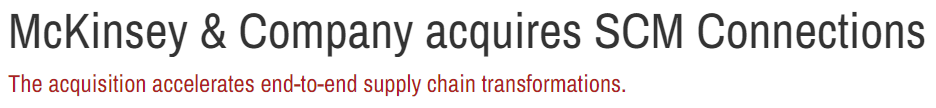 McKinsey & Company acquires SCM Connections
The acquisition accelerates end-to-end supply chain transformations.